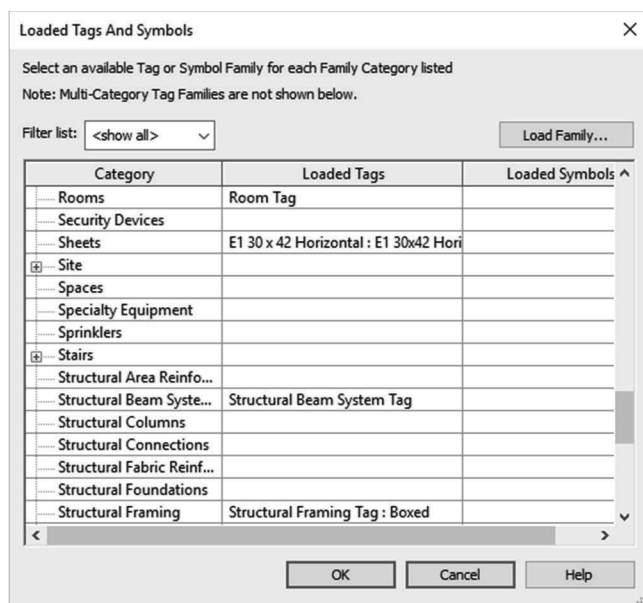 Loaded Tags And Symbols
Select an available Tag or Symbol Family for each Family Category listed
Note: Multi-Category Tag Families are not shown below.
Filter list: <show all> Load Family...
Category Loaded Tags Loaded Symbols
Rooms Room Tag
Security Devices
Sheets E1 30 x 42 Horizontal : E1 30x42 Hori
Site
Spaces
Specialty Equipment
Sprinklers
Stairs
Structural Area Reinfo...
Structural Beam Syste... Structural Beam System Tag
Structural Columns
Structural Connections
Structural Fabric Reinf...
Structural Foundations
Structural Framing Structural Framing Tag : Boxed
OK Cancel Help